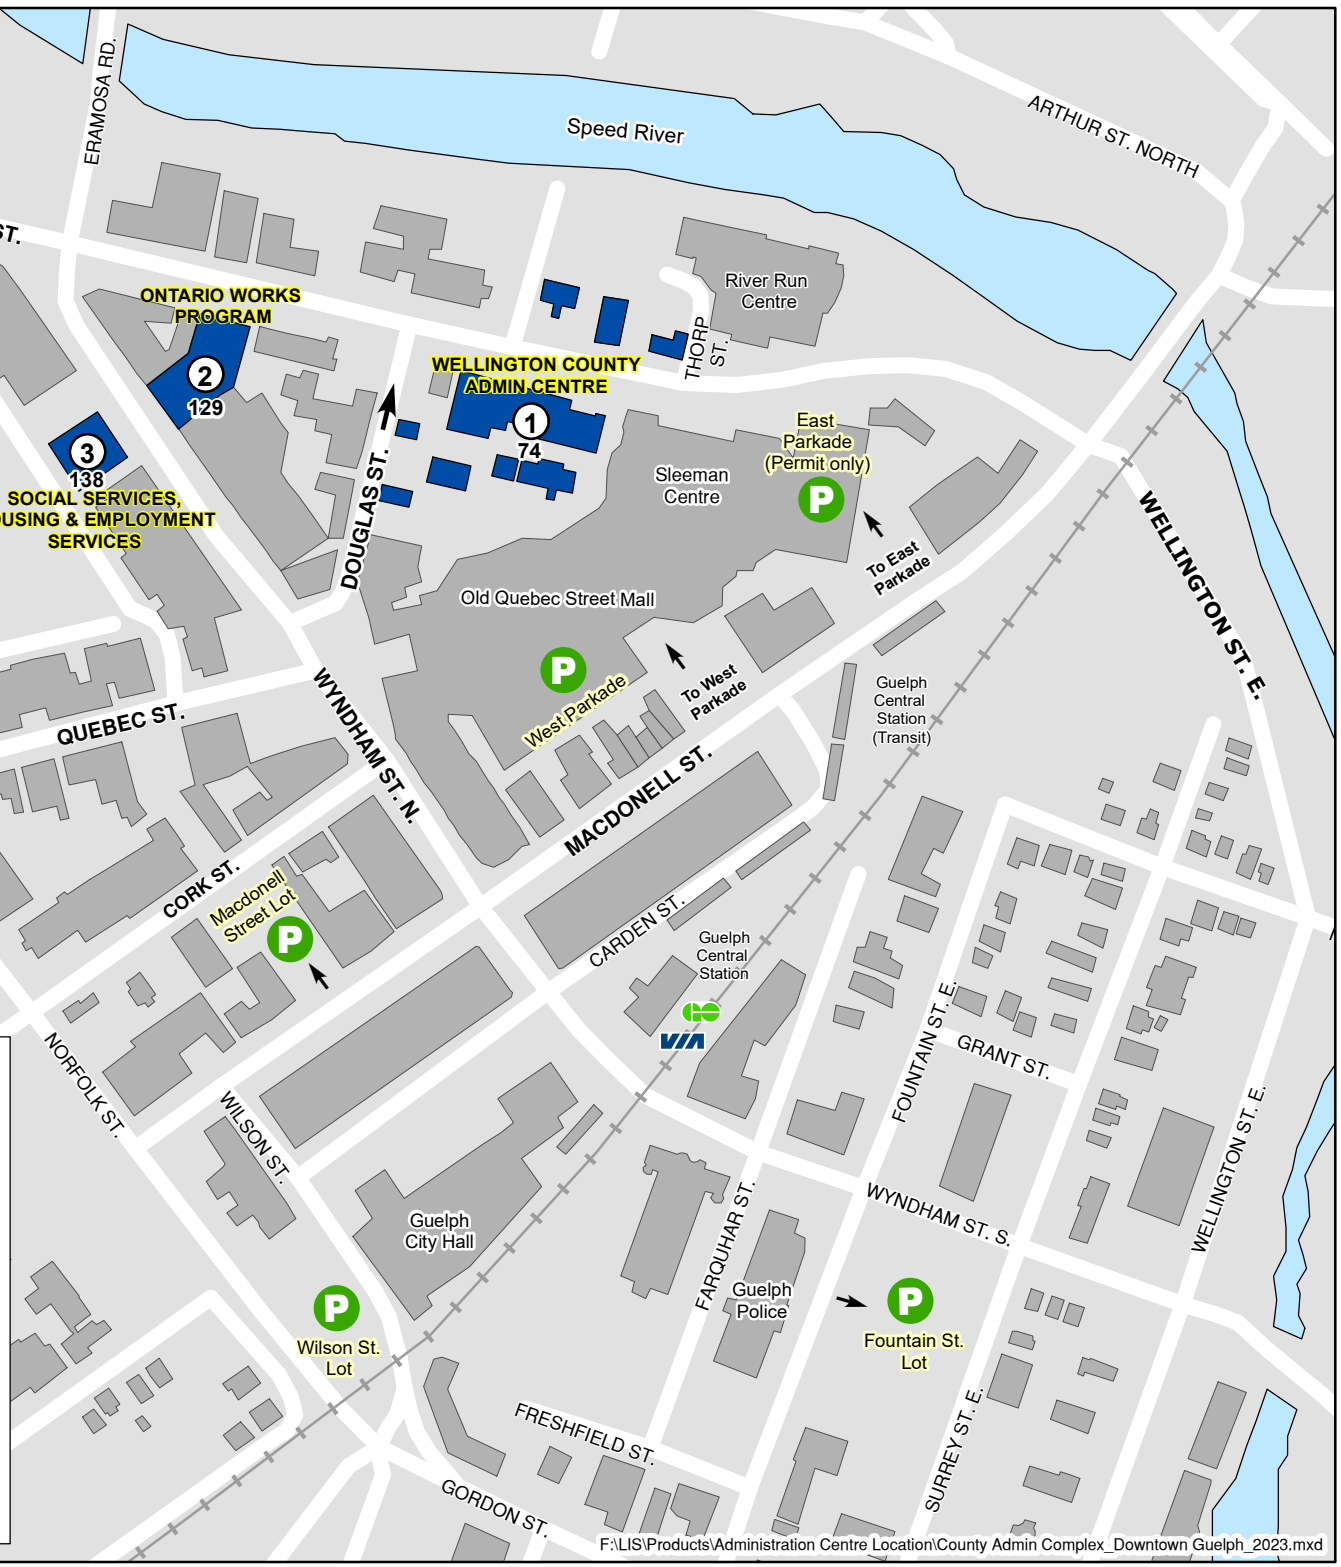 ERAMOSA RD.
Speed River
ARTHUR ST. NORTH
ST.
River Run
Centre
THORP
ST.
ONTARIO WORKS
PROGRAM
2
129
WELLINGTON COUNTY
ADMIN CENTRE
1
74
3
138
SOCIAL SERVICES,
OUSING & EMPLOYMENT
SERVICES
DOUGLAS ST.
East
Parkade
(Permit only)
P
Sleeman
Centre
To East
Parkade
WELLINGTON ST. E.
Old Quebec Street Mall
P
West Parkade
To West
Parkade
Guelph
Central
Station
(Transit)
QUEBEC ST.
WYNDHAM ST. N.
MACDONELL ST.
CORK ST.
Macdonell
Street Lot
P
CARDEN ST.
Guelph
Central
Station
GO
VIA
NORFOLK ST.
WILSON ST.
FOUNTAIN ST. E.
GRANT ST.
WELLINGTON ST. E.
Guelph
City Hall
FARQUHAR ST.
WYNDHAM ST. S.
Guelph
Police
P
Wilson St.
Lot
P
Fountain St.
Lot
FRESHFIELD ST.
SURREY ST. E.
GORDON ST.
F:\LIS\Products\Administration Centre Location\County Admin Complex_Downtown Guelph_2023.mxd